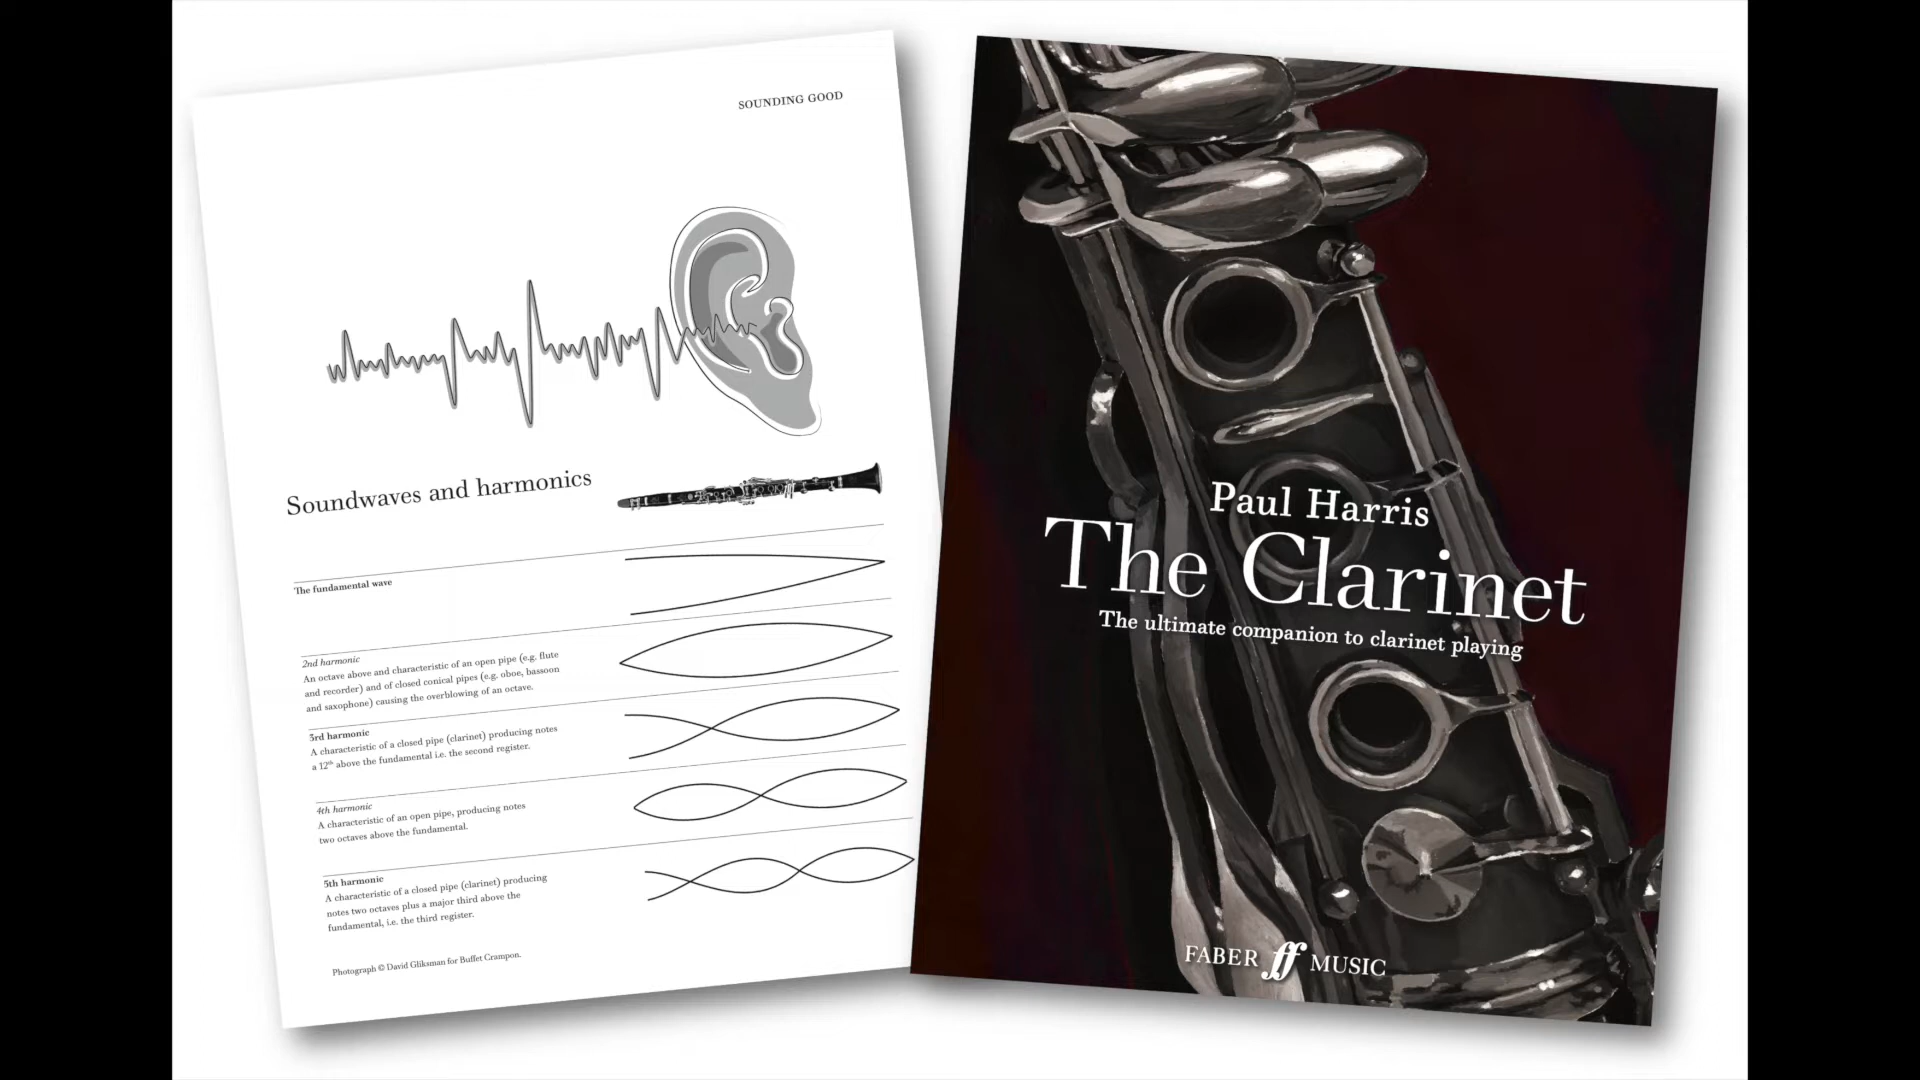 SOUNDING GOOD
Soundwaves and harmonics
The fundamental wave
2nd harmonic
An octave above and characteristic of an open pipe (e.g. flute
and recorder) and of closed conical pipes (e.g. oboe, bassoon
and saxophone) causing the overblowing of an octave.
3rd harmonic
A characteristic of a closed pipe (clarinet) producing notes
a 12th above the fundamental i.e. the second register.
4th harmonic
A characteristic of an open pipe, producing notes
two octaves above the fundamental.
5th harmonic
A characteristic of a closed pipe (clarinet) producing
notes two octaves plus a major third above the
fundamental, i.e. the third register.
Photograph © David Gliksman for Buffet Crampon.
Paul Harris
The Clarinet
The ultimate companion to clarinet playing
FABER ff MUSIC